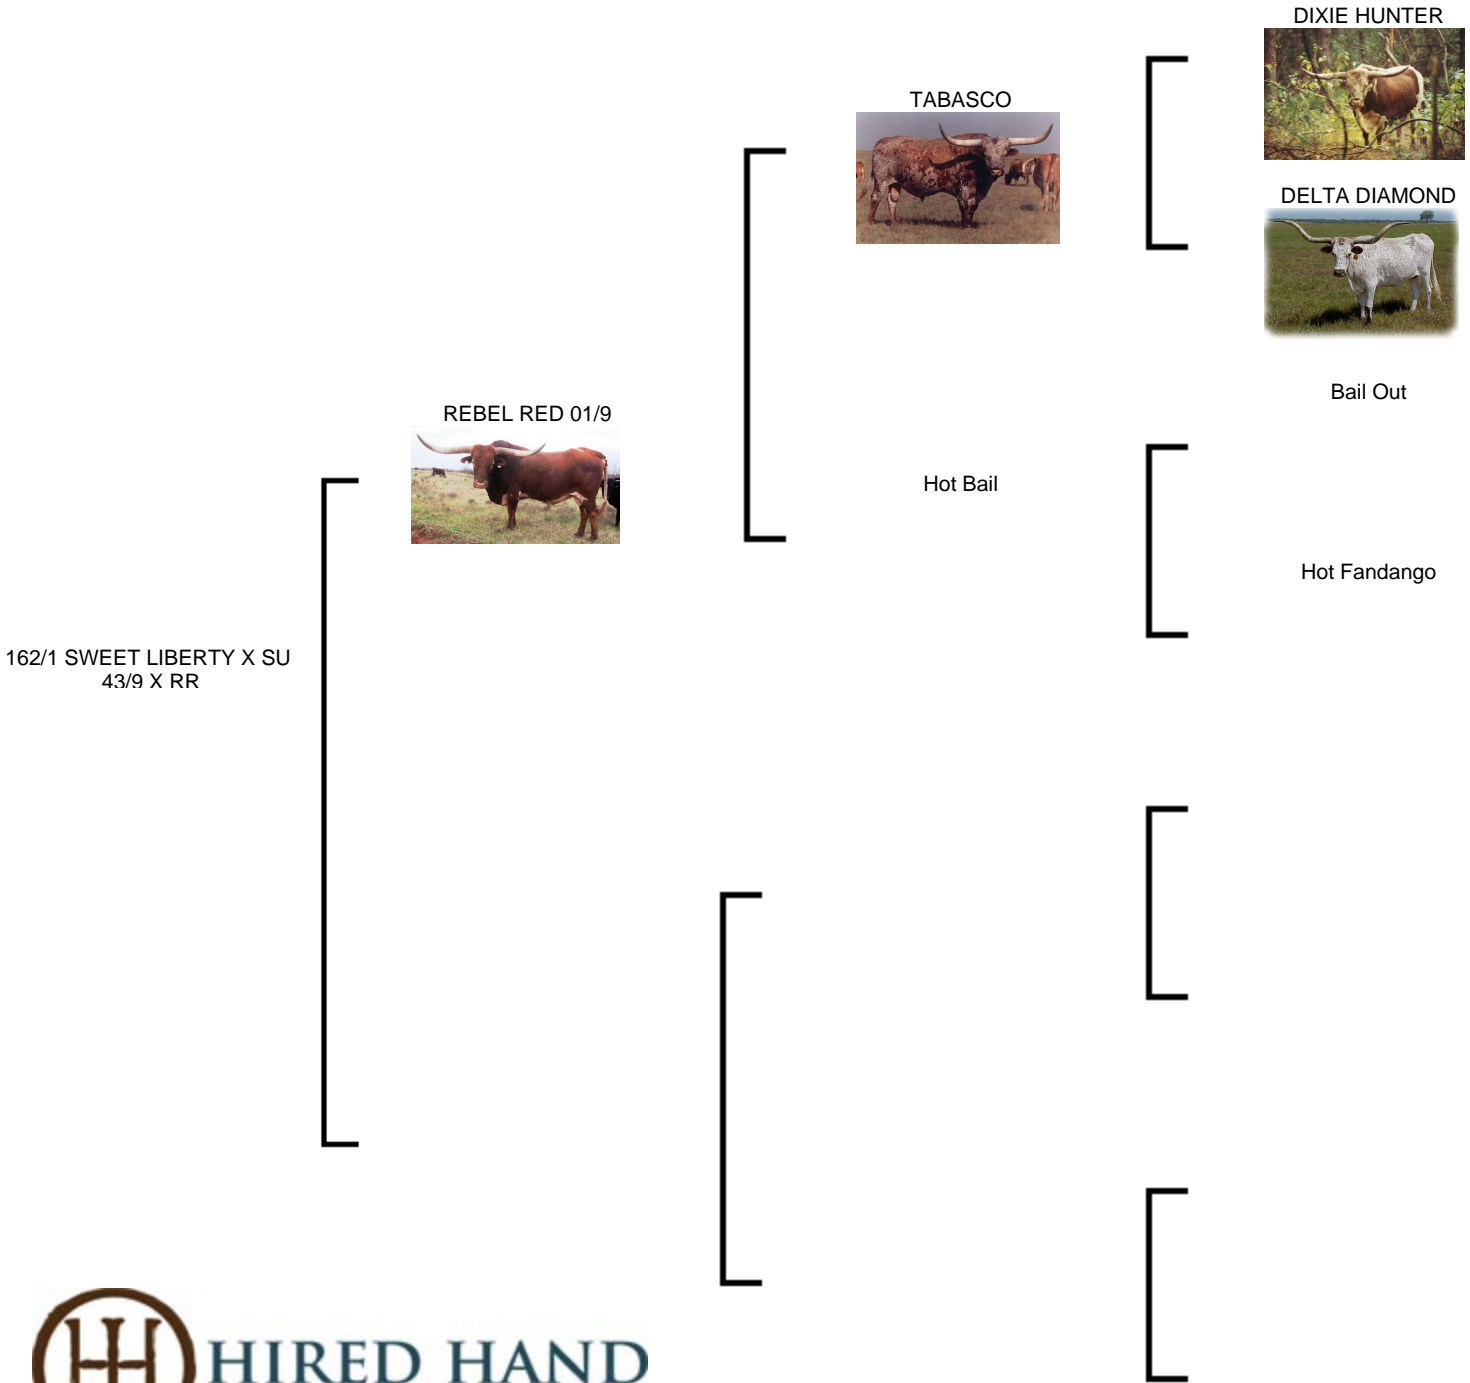 DIXIE HUNTER
TABASCO
DELTA DIAMOND
Bail Out
REBEL RED 01/9
Hot Bail
Hot Fandango
162/1 SWEET LIBERTY X SU
43/9 X RR
HIRED HAND